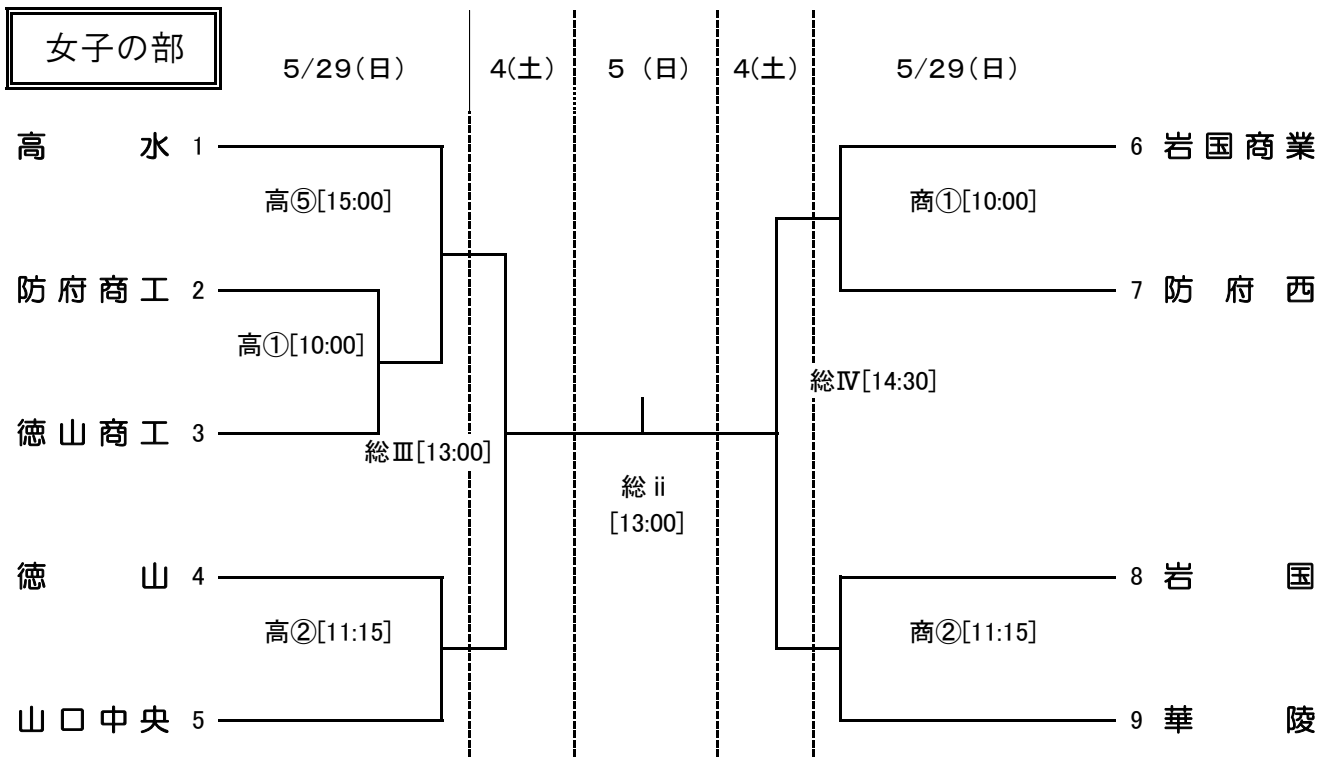 女子の部
5/29(日) 4(土) 5 (日) 4(土) 5/29(日)
高水 1
6 岩国商業
高⑤[15:00]
商①[10:00]
防府商工 2
7 防府西
高①[10:00]
総Ⅳ[14:30]
徳山商工 3
総Ⅲ[13:00]
総ⅱ
[13:00]
徳山 4
8 岩国
高②[11:15]
商②[11:15]
山口中央 5
9 華陵